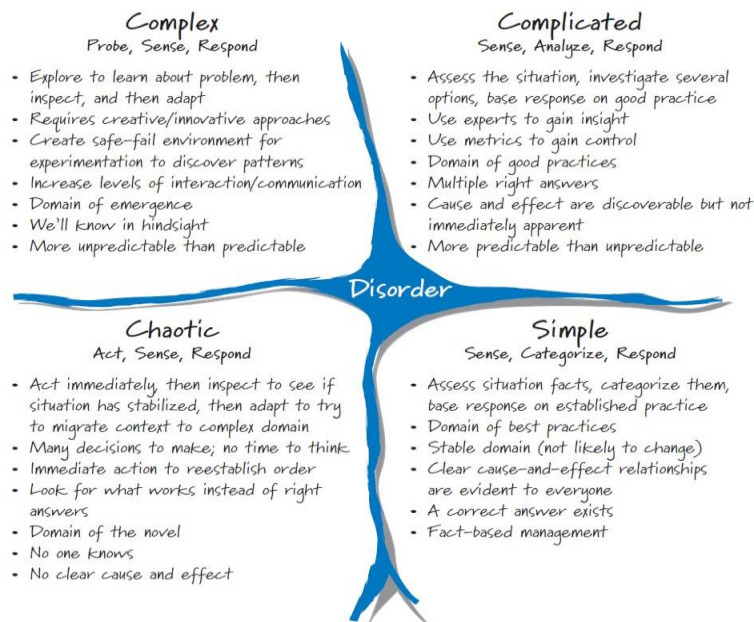 Complex
Probe, Sense, Respond
• Explore to learn about problem, then
inspect, and then adapt
• Requires creative/innovative approaches
• Create safe-fail environment for
experimentation to discover patterns
• Increase levels of interaction/communication
• Domain of emergence
• We'll know in hindsight
• More unpredictable than predictable
Complicated
Sense, Analyze, Respond
• Assess the situation, investigate several
options, base response on good practice
• Use experts to gain insight
• Use metrics to gain control
• Domain of good practices
• Multiple right answers
• Cause and effect are discoverable but not
immediately apparent
• More predictable than unpredictable
Disorder
Chaotic
Act, Sense, Respond
• Act immediately, then inspect to see if
situation has stabilized, then adapt to try
to migrate context to complex domain
• Many decisions to make; no time to think
• Immediate action to reestablish order
• Look for what works instead of right
answers
• Domain of the novel
• No one knows
• No clear cause and effect
Simple
Sense, Categorize, Respond
• Assess situation facts, categorize them,
base response on established practice
• Domain of best practices
• Stable domain (not likely to change)
• Clear cause-and-effect relationships
are evident to everyone
• A correct answer exists
• Fact-based management